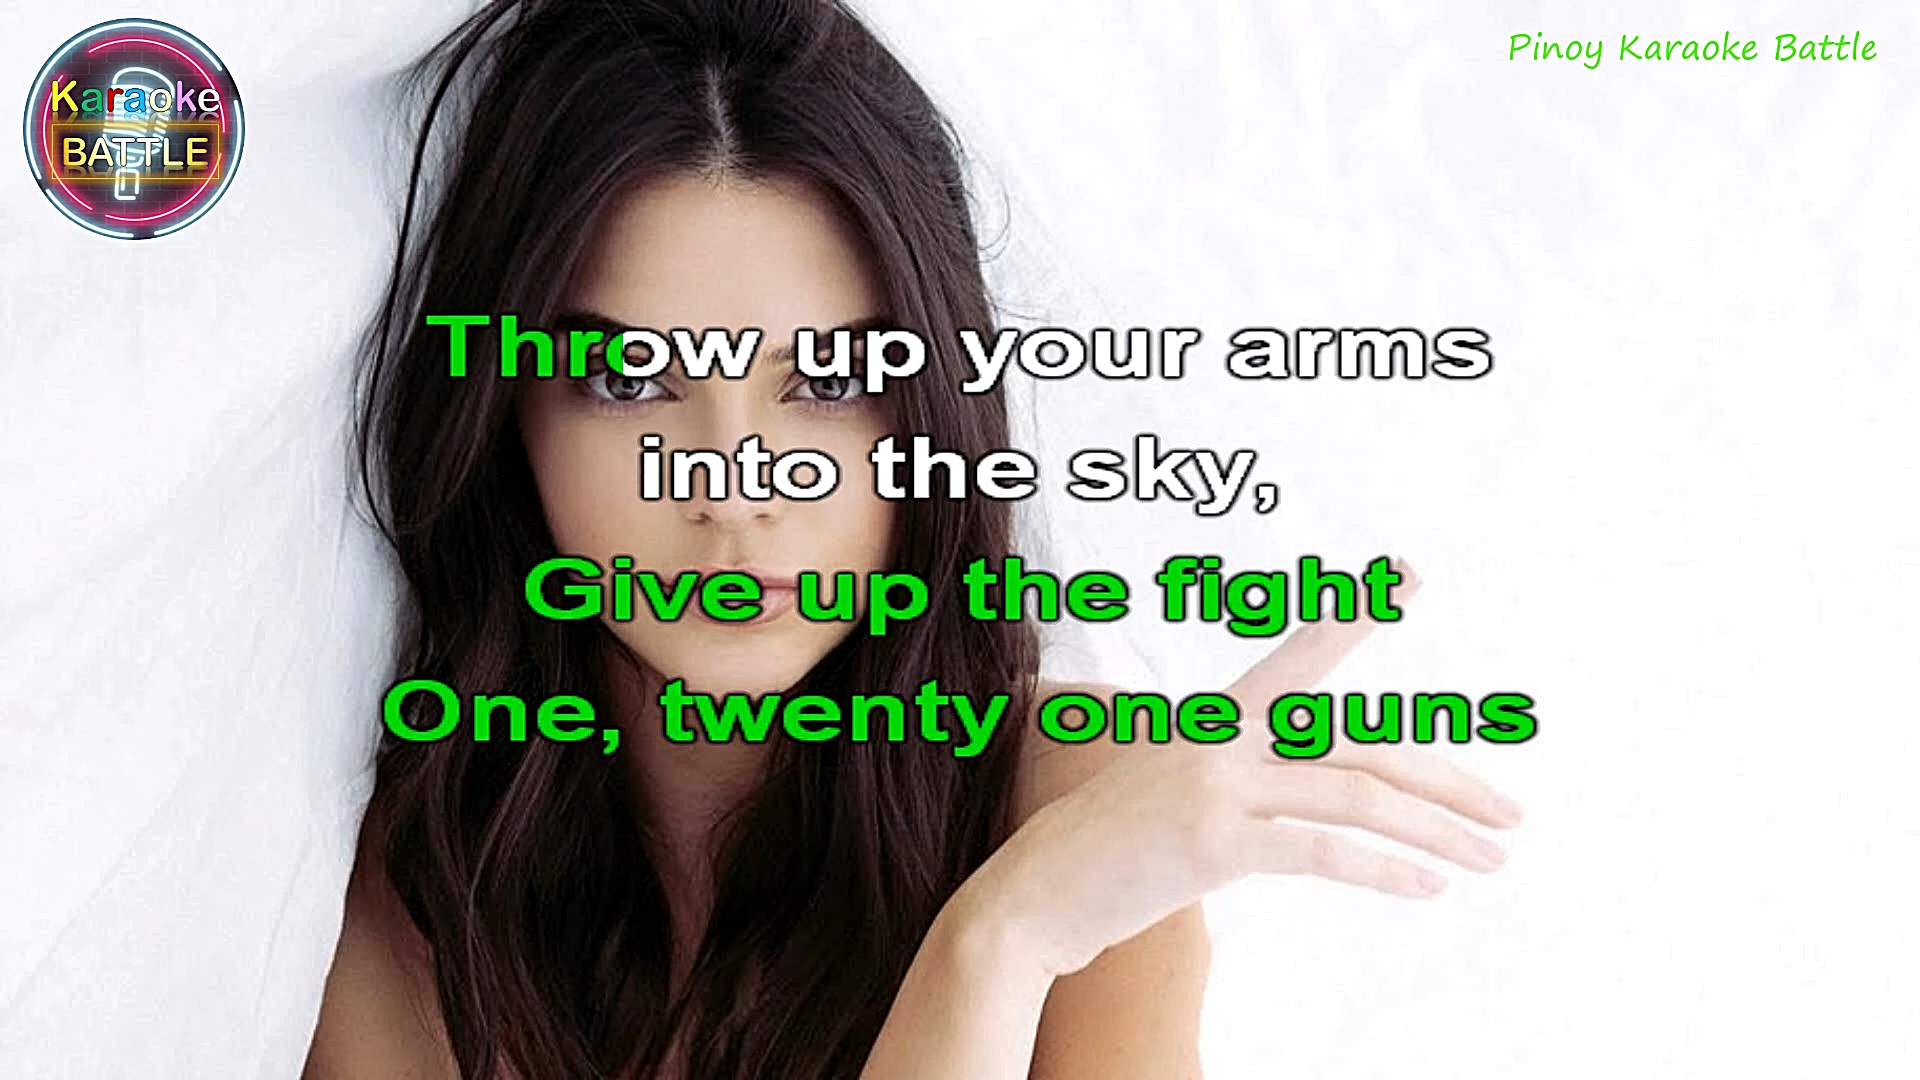 Karaoke
BATTLE
Pinoy Karaoke Battle
Throw up your arms
into the sky,
Give up the fight
One, twenty one guns